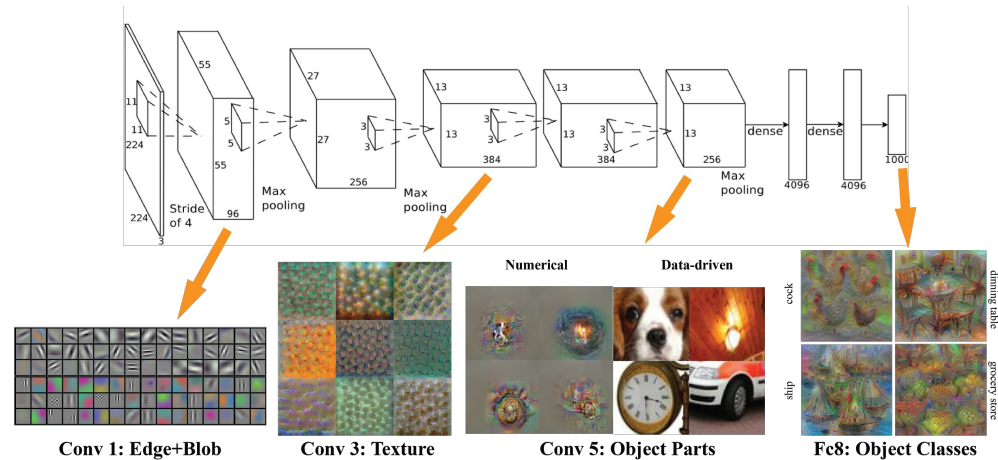 55
27
13
13
13
11
11
5
5
3
3
3
3
3
3
224
55
27
13
13
13
dense
dense
224
3
Stride
of 4
96
Max
pooling
256
Max
pooling
384
384
256
Max
pooling
4096
4096
1000
Numerical
Data-driven
cock
dinning table
ship
grocery store
Conv 1: Edge+Blob
Conv 3: Texture
Conv 5: Object Parts
Fc8: Object Classes